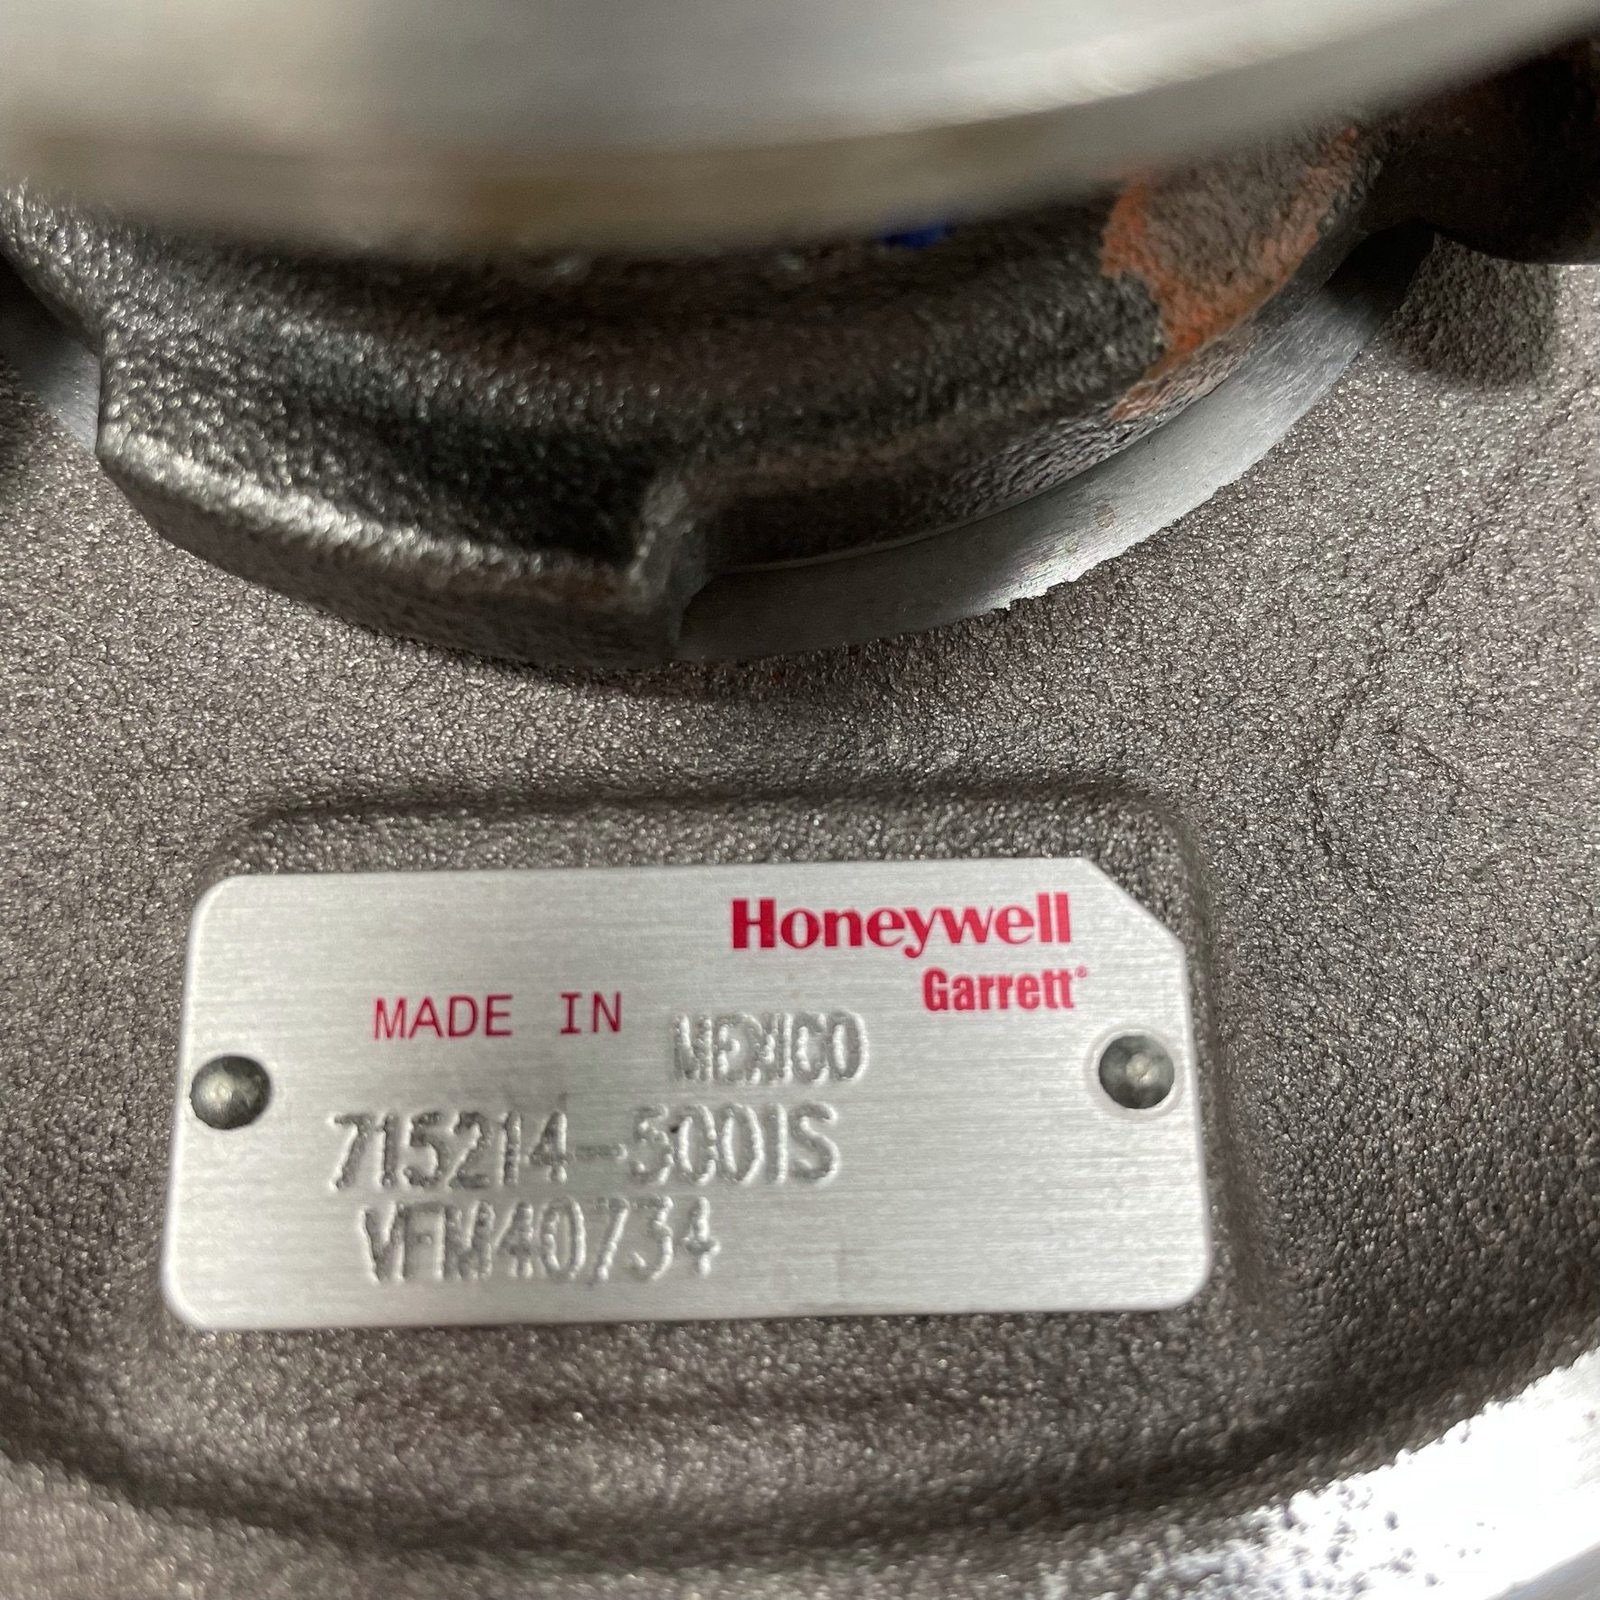 Honeywell
Garrett®
MADE IN MEXICO
715214-5001S
VFM40734